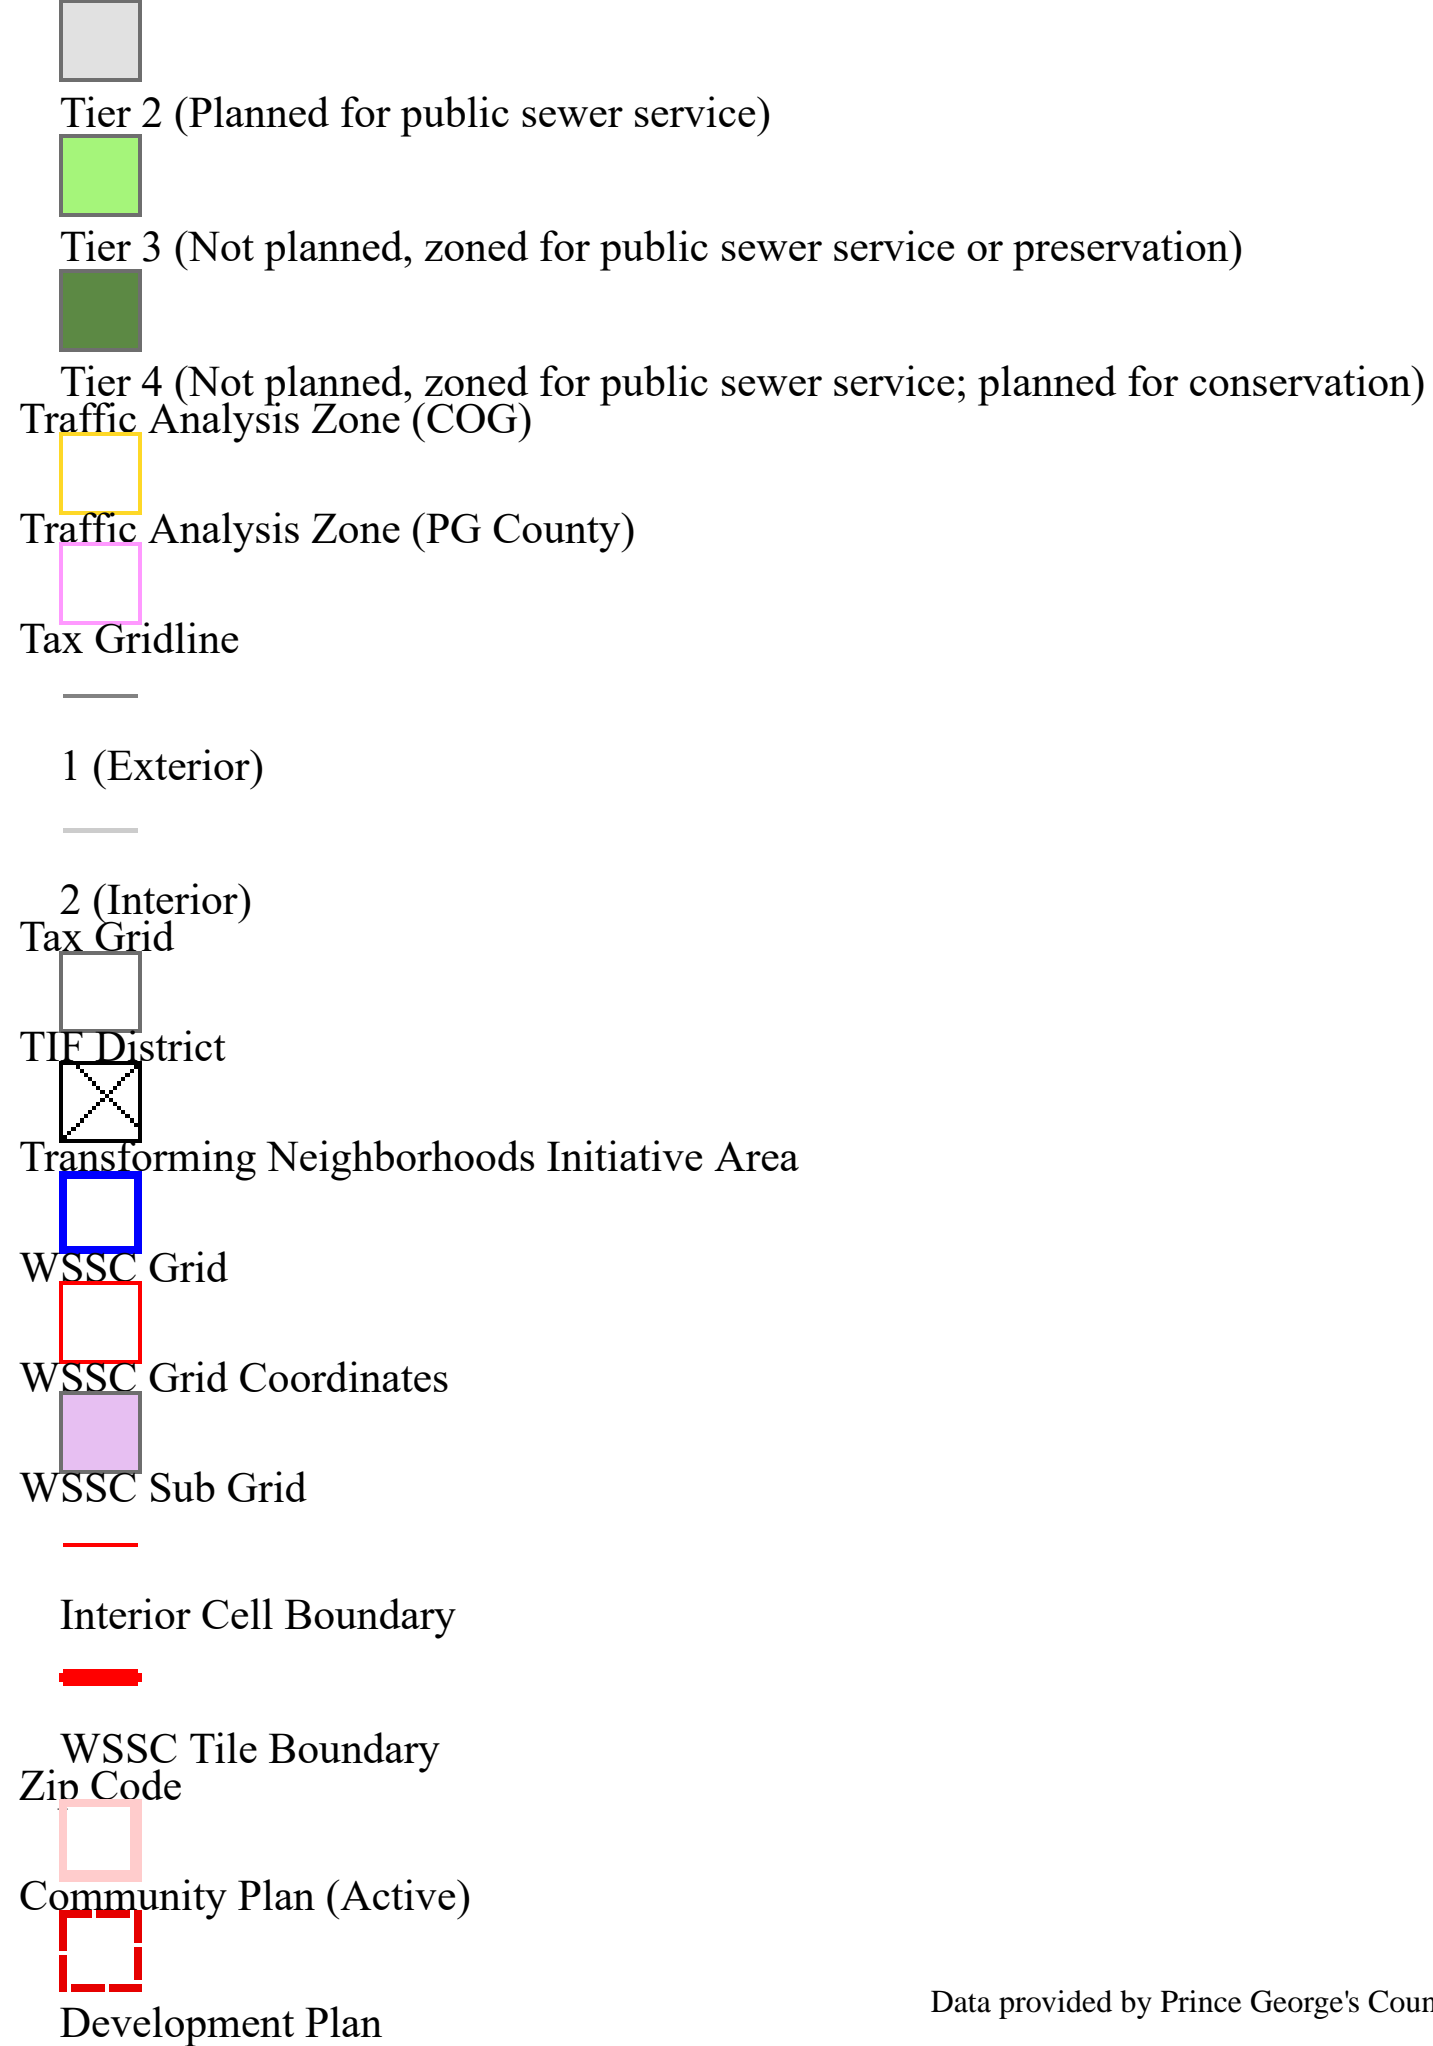 Tier 2 (Planned for public sewer service)
Tier 3 (Not planned, zoned for public sewer service or preservation)
Tier 4 (Not planned, zoned for public sewer service; planned for conservation)
Traffic Analysis Zone (COG)
Traffic Analysis Zone (PG County)
Tax Gridline
1 (Exterior)
2 (Interior)
Tax Grid
TIF District
Transforming Neighborhoods Initiative Area
WSSC Grid
WSSC Grid Coordinates
WSSC Sub Grid
Interior Cell Boundary
WSSC Tile Boundary
Zip Code
Community Plan (Active)
Development Plan
Data provided by Prince George's Coun